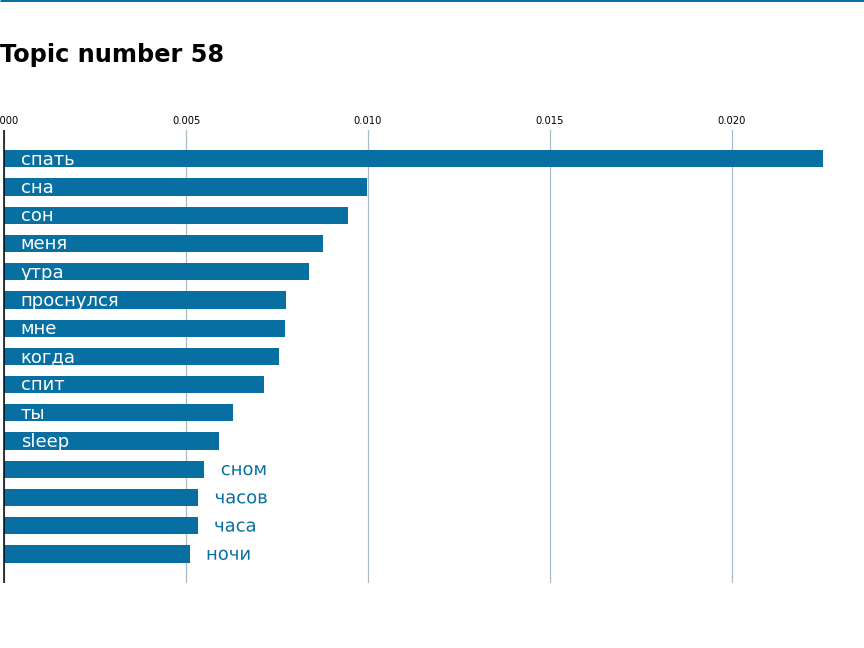 Topic number 58
000 0.005 0.010 0.015 0.020
спать
сна
сон
меня
утра
проснулся
мне
когда
спит
ты
sleep
сном
часов
часа
ночи